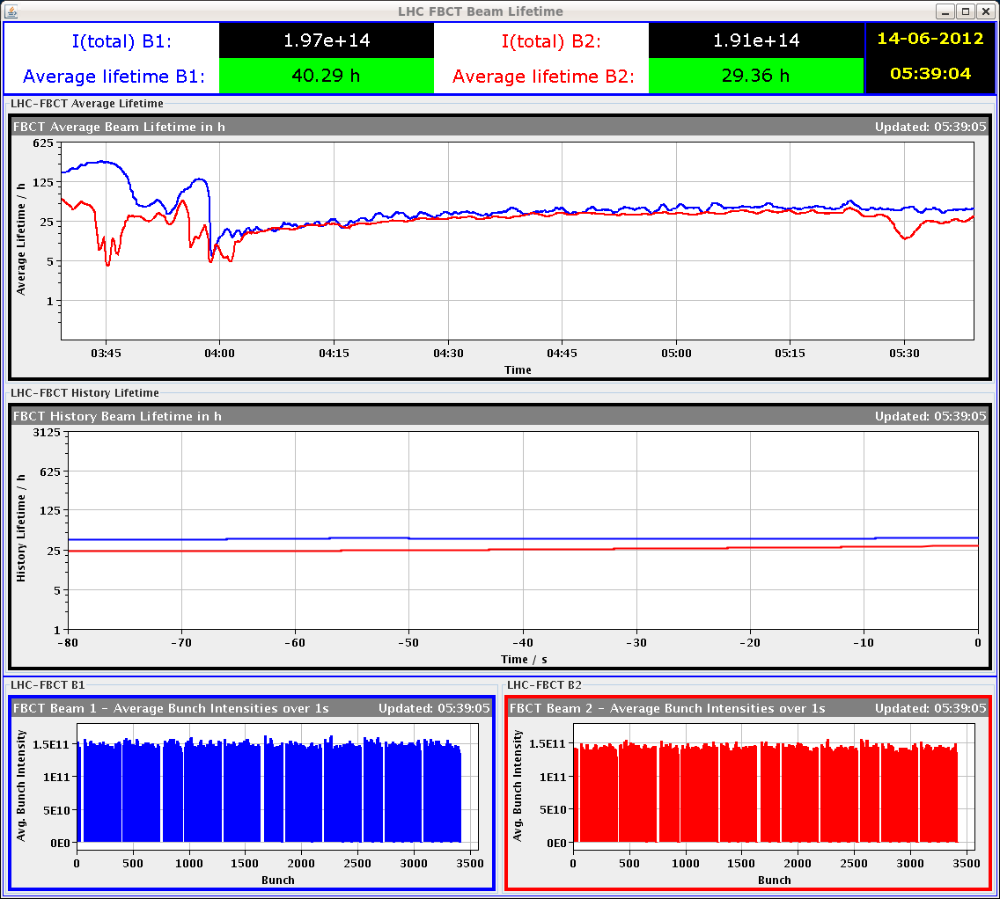 LHC FBCT Beam Lifetime
I(total) B1: 1.97e+14 I(total) B2: 1.91e+14 14-06-2012
Average lifetime B1: 40.29 h Average lifetime B2: 29.36 h 05:39:04
LHC-FBCT Average Lifetime
FBCT Average Beam Lifetime in h Updated: 05:39:05
625
125
25
5
1
Average Lifetime / h
03:45 04:00 04:15 04:30 04:45 05:00 05:15 05:30
Time
LHC-FBCT History Lifetime
FBCT History Beam Lifetime in h Updated: 05:39:05
3125
625
125
25
5
1
History Lifetime / h
-80 -70 -60 -50 -40 -30 -20 -10 0
Time / s
LHC-FBCT B1
FBCT Beam 1 - Average Bunch Intensities over 1s Updated: 05:39:05
1.5E11
1E11
5E10
0E0
Avg. Bunch Intensity
0 500 1000 1500 2000 2500 3000 3500
Bunch
LHC-FBCT B2
FBCT Beam 2 - Average Bunch Intensities over 1s Updated: 05:39:05
1.5E11
1E11
5E10
0E0
Avg. Bunch Intensity
0 500 1000 1500 2000 2500 3000 3500
Bunch